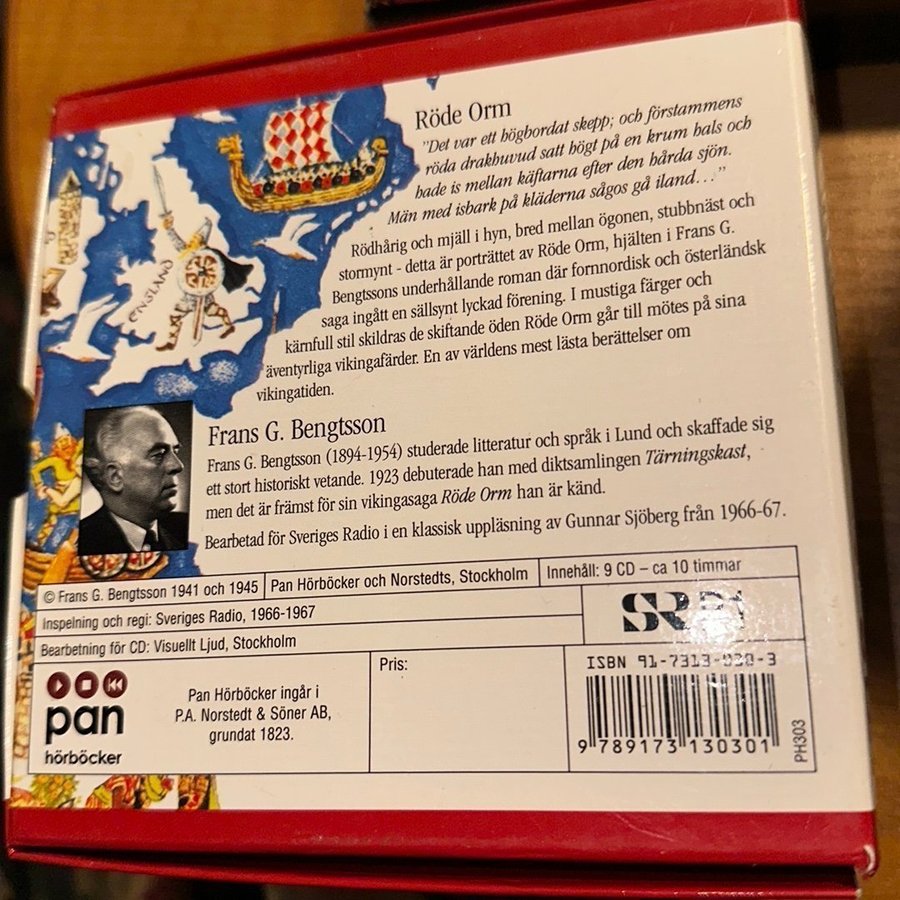 Röde Orm
"Det var ett högbordat skepp; och förstammens
röda drakhuvud satt högt på en krum hals och
hade is mellan käftarna efter den hårda sjön.
Män med isbark på kläderna sågos gå iland..."
Rödhårig och mjäll i hyn, bred mellan ögonen, stubbnäst och
stormynt - detta är porträttet av Röde Orm, hjälten i Frans G.
Bengtssons underhållande roman där fornnordisk och österländsk
saga ingått en sällsynt lyckad förening. I mustiga färger och
kärnfull stil skildras de skiftande öden Röde Orm går till mötes på sina
äventyrliga vikingafärder. En av världens mest lästa berättelser om
vikingatiden.
ENGLAND
Frans G. Bengtsson
Frans G. Bengtsson (1894-1954) studerade litteratur och språk i Lund och skaffade sig
ett stort historiskt vetande. 1923 debuterade han med diktsamlingen Tärningskast,
men det är främst för sin vikingasaga Röde Orm han är känd.
Bearbetad för Sveriges Radio i en klassisk uppläsning av Gunnar Sjöberg från 1966-67.
© Frans G. Bengtsson 1941 och 1945
Pan Hörböcker och Norstedts, Stockholm
Innehåll: 9 CD – ca 10 timmar
Inspelning och regi: Sveriges Radio, 1966-1967
Bearbetning för CD: Visuellt Ljud, Stockholm
SR
pan
hörböcker
Pan Hörböcker ingår i
P.A. Norstedt & Söner AB,
grundat 1823.
Pris:
ISBN 91-7313-030-3
9 789173 130301
PH303